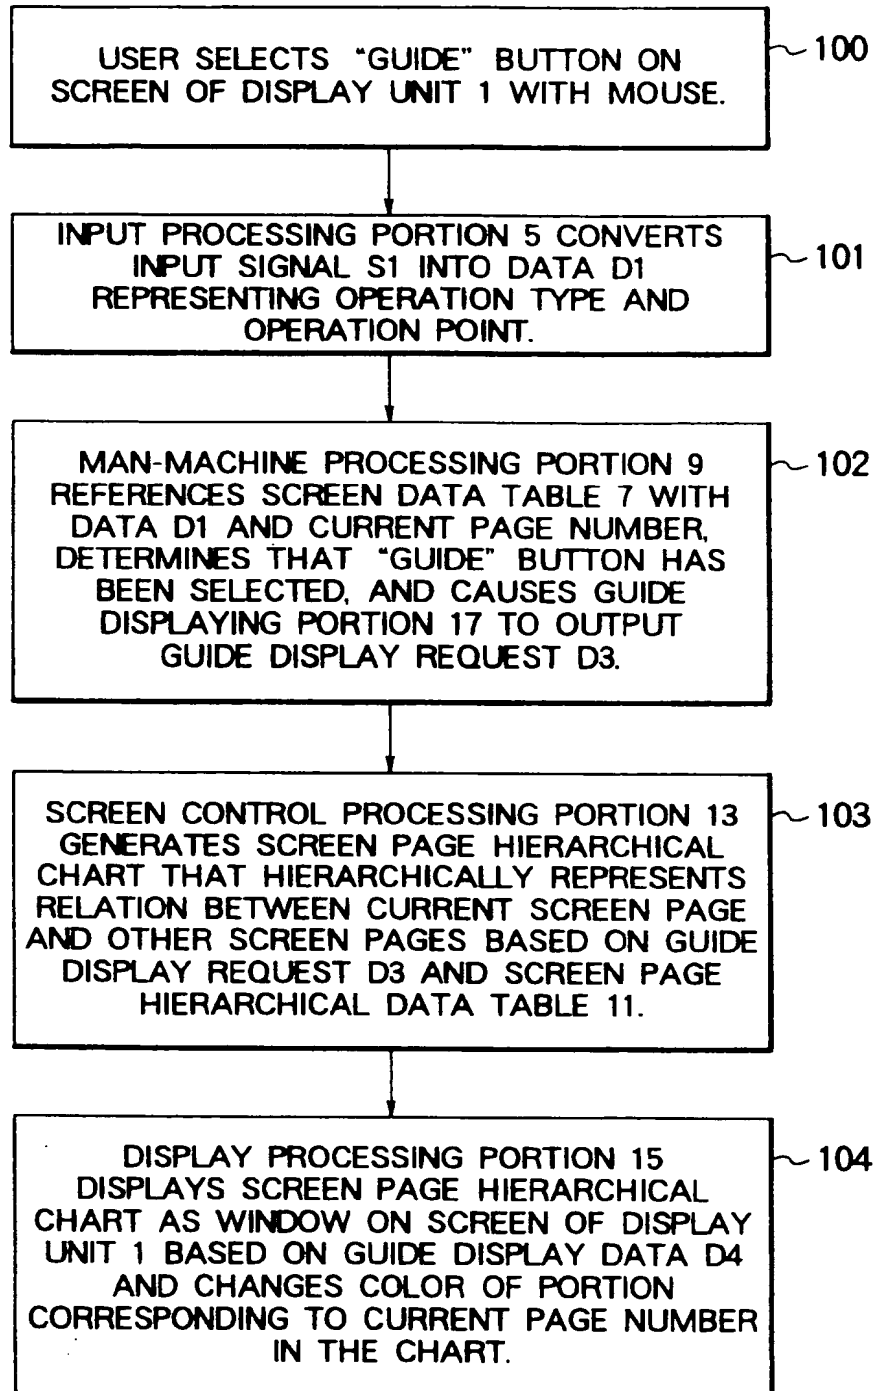 USER SELECTS “GUIDE” BUTTON ON
SCREEN OF DISPLAY UNIT 1 WITH MOUSE.
100
INPUT PROCESSING PORTION 5 CONVERTS
INPUT SIGNAL S1 INTO DATA D1
REPRESENTING OPERATION TYPE AND
OPERATION POINT.
101
MAN-MACHINE PROCESSING PORTION 9
REFERENCES SCREEN DATA TABLE 7 WITH
DATA D1 AND CURRENT PAGE NUMBER,
DETERMINES THAT “GUIDE” BUTTON HAS
BEEN SELECTED, AND CAUSES GUIDE
DISPLAYING PORTION 17 TO OUTPUT
GUIDE DISPLAY REQUEST D3.
102
SCREEN CONTROL PROCESSING PORTION 13
GENERATES SCREEN PAGE HIERARCHICAL
CHART THAT HIERARCHICALLY REPRESENTS
RELATION BETWEEN CURRENT SCREEN PAGE
AND OTHER SCREEN PAGES BASED ON GUIDE
DISPLAY REQUEST D3 AND SCREEN PAGE
HIERARCHICAL DATA TABLE 11.
103
DISPLAY PROCESSING PORTION 15
DISPLAYS SCREEN PAGE HIERARCHICAL
CHART AS WINDOW ON SCREEN OF DISPLAY
UNIT 1 BASED ON GUIDE DISPLAY DATA D4
AND CHANGES COLOR OF PORTION
CORRESPONDING TO CURRENT PAGE NUMBER
IN THE CHART.
104